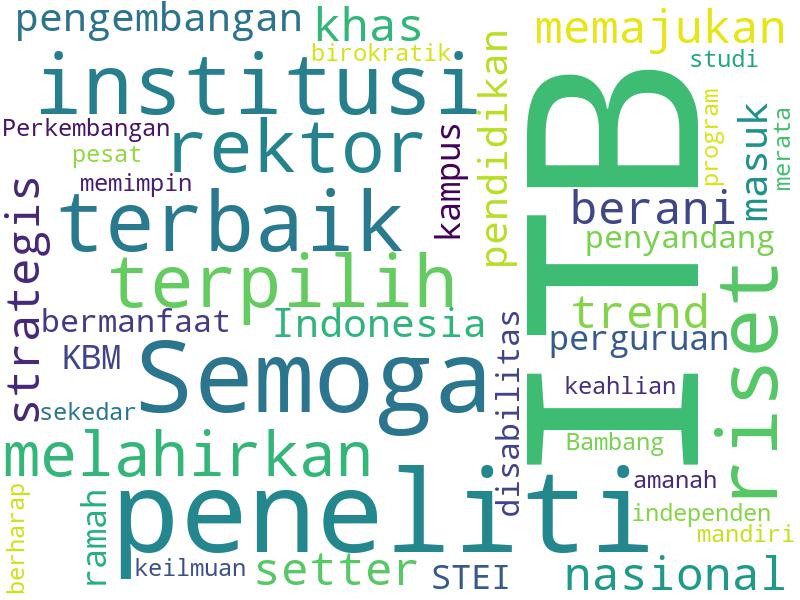 pengembangan
khas
memajukan
birokratik
studi
institusi
pendidikan
ITB
program
masuk
merata
Perkembangan
rektor
kampus
pesat
memimpin
strategis
terbaik
berani
penyandang
terpilih
riset
trend
bermanfaat
Indonesia
disabilitas
perguruan
KBM
Semoga
keahlian
sekedar
melahirkan
Bambang
peneliti
amanah
berharap
ramah
independen
mandiri
keilmuan
setter
STEI
nasional